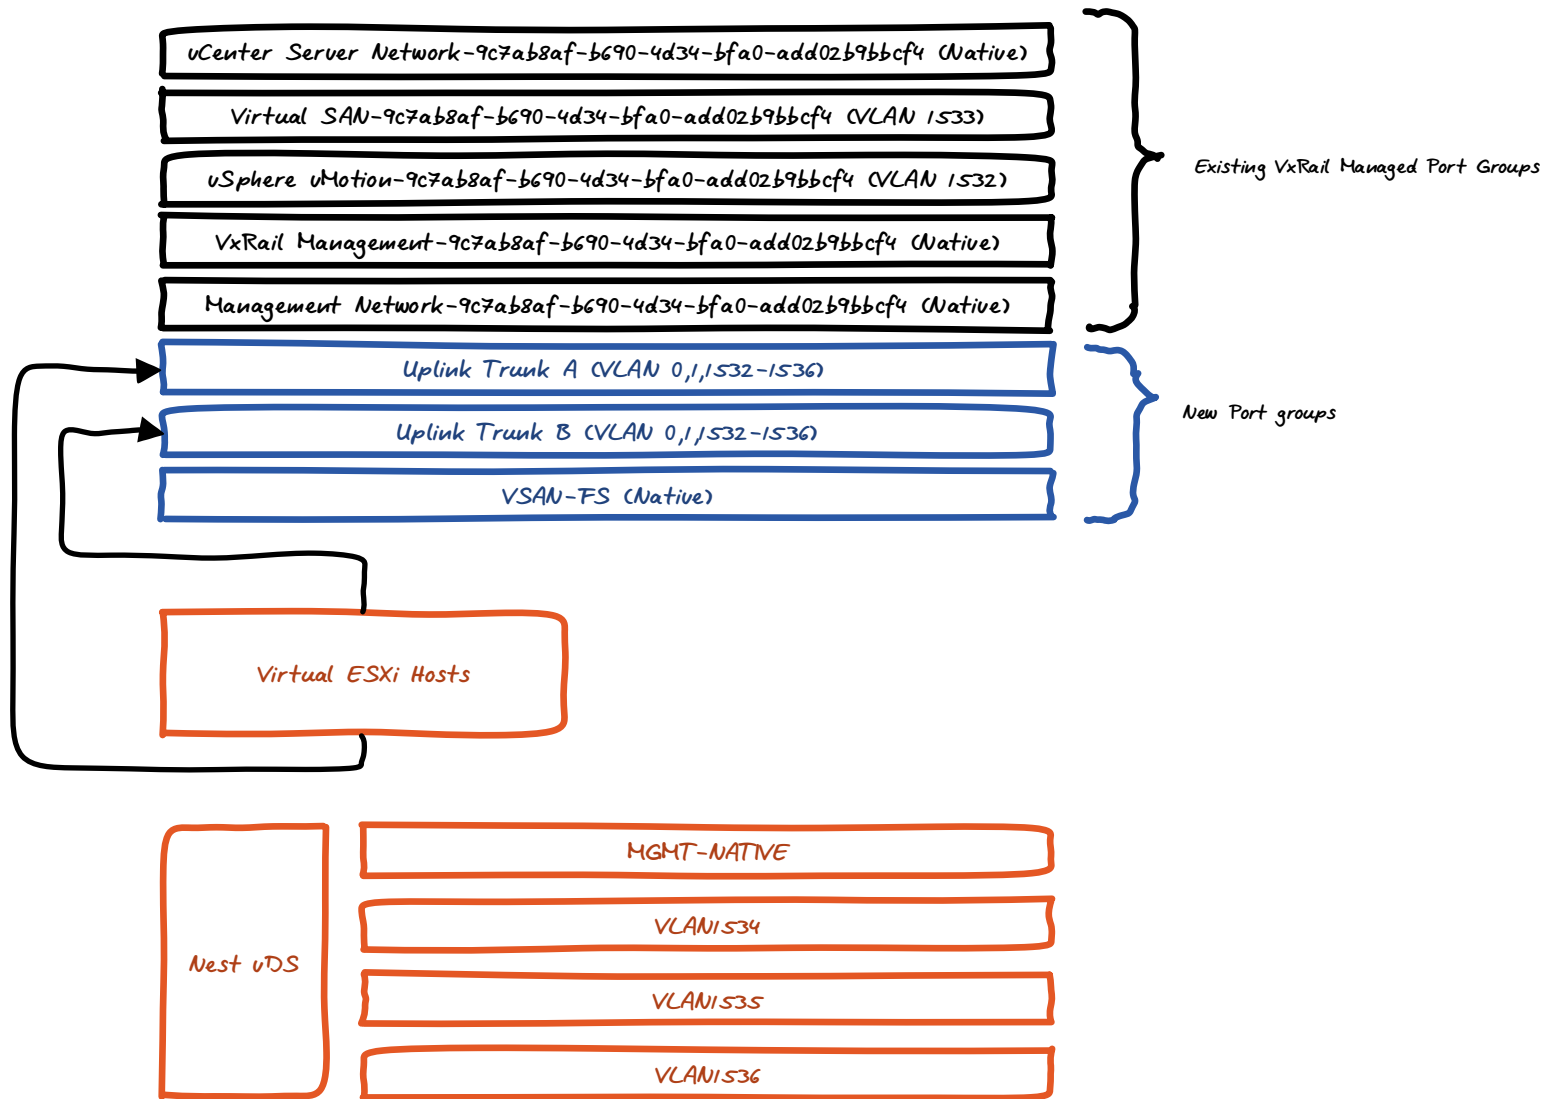 vCenter Server Network-9c7ab8af-b690-4d34-bfa0-add02b9bbcf4 (Native)
Virtual SAN-9c7ab8af-b690-4d34-bfa0-add02b9bbcf4 (VLAN 1533)
vSphere vMotion-9c7ab8af-b690-4d34-bfa0-add02b9bbcf4 (VLAN 1532)
Existing VxRail Managed Port Groups
VxRail Management-9c7ab8af-b690-4d34-bfa0-add02b9bbcf4 (Native)
Management Network-9c7ab8af-b690-4d34-bfa0-add02b9bbcf4 (Native)
Uplink Trunk A (VLAN 0,1,1532-1536)
Uplink Trunk B (VLAN 0,1,1532-1536)
New Port groups
VSAN-FS (Native)
Virtual ESXi Hosts
Nest vDS
MGMT-NATIVE
VLAN1534
VLAN1535
VLAN1536